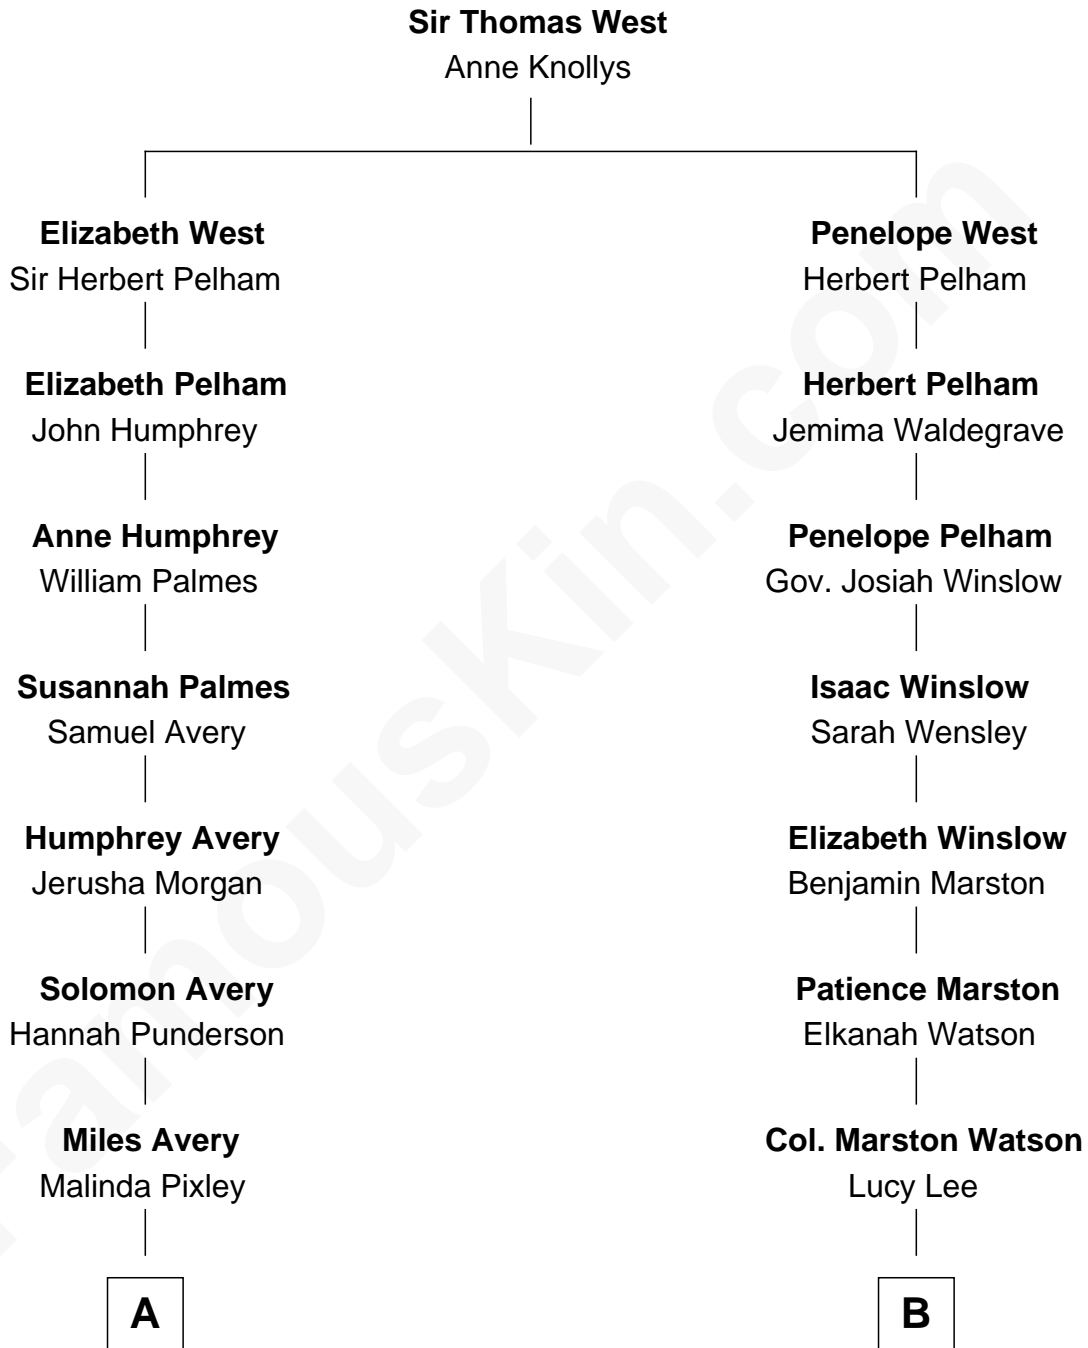 Sir Thomas West
Anne Knollys
Elizabeth West
Sir Herbert Pelham
Penelope West
Herbert Pelham
Elizabeth Pelham
John Humphrey
Herbert Pelham
Jemima Waldegrave
Anne Humphrey
William Palmes
Penelope Pelham
Gov. Josiah Winslow
Susannah Palmes
Samuel Avery
Isaac Winslow
Sarah Wensley
Humphrey Avery
Jerusha Morgan
Elizabeth Winslow
Benjamin Marston
Solomon Avery
Hannah Punderson
Patience Marston
Elkanah Watson
Miles Avery
Malinda Pixley
Col. Marston Watson
Lucy Lee
A
B
FamousKin.com